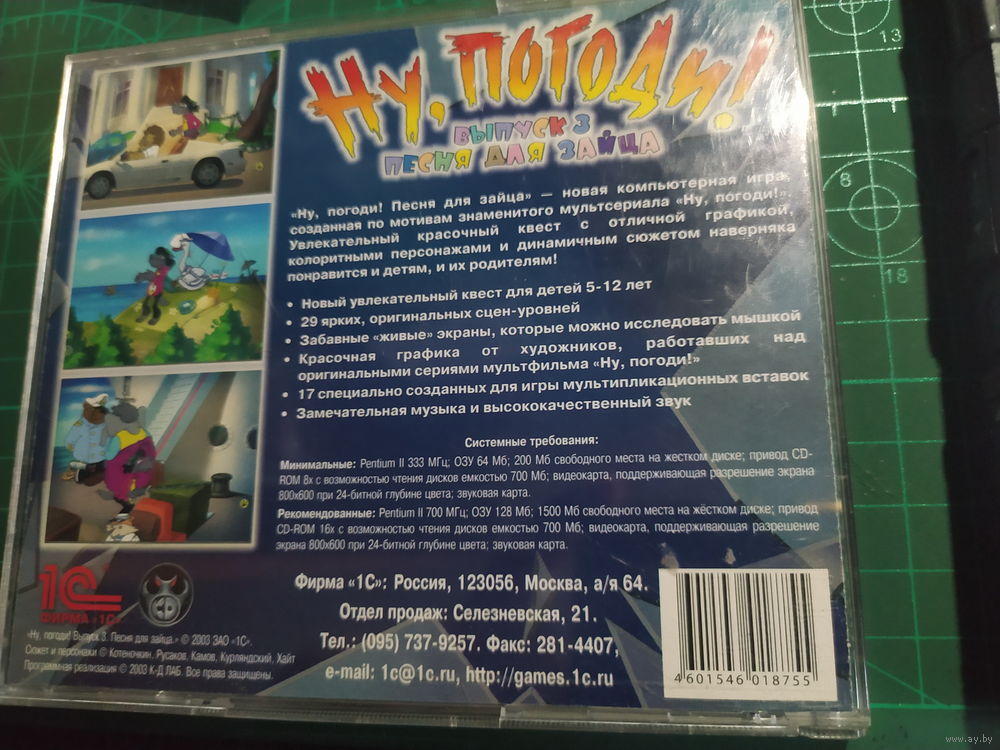 Ну, погоди!
Выпуск 3
Песня для зайца
«Ну, погоди! Песня для зайца» — новая компьютерная игра,
созданная по мотивам знаменитого мультсериала «Ну, погоди!».
Увлекательный красочный квест с отличной графикой,
колоритными персонажами и динамичным сюжетом наверняка
понравится и детям, и их родителям!
• Новый увлекательный квест для детей 5-12 лет
• 29 ярких, оригинальных сцен-уровней
• Забавные «живые» экраны, которые можно исследовать мышкой
• Красочная графика от художников, работавших над
оригинальными сериями мультфильма «Ну, погоди!»
• 17 специально созданных для игры мультипликационных вставок
• Замечательная музыка и высококачественный звук
Системные требования:
Минимальные: Pentium II 333 МГц; ОЗУ 64 Мб; 200 Мб свободного места на жестком диске; привод CD-
ROM 8x с возможностью чтения дисков емкостью 700 Мб; видеокарта, поддерживающая разрешение экрана
800x600 при 24-битной глубине цвета; звуковая карта.
Рекомендованные: Pentium II 700 МГц; ОЗУ 128 Мб; 1500 Мб свободного места на жёстком диске; привод
CD-ROM 16x с возможностью чтения дисков емкостью 700 Мб; видеокарта, поддерживающая разрешение
экрана 800x600 при 24-битной глубине цвета; звуковая карта.
1С
ФИРМА «1С»
CD
Фирма «1С»: Россия, 123056, Москва, а/я 64.
Отдел продаж: Селезневская, 21.
Тел.: (095) 737-9257. Факс: 281-4407,
e-mail: 1c@1c.ru, http://games.1c.ru
«Ну, погоди! Выпуск 3. Песня для зайца.» © 2003 ЗАО «1С».
Сюжет и персонажи © Котеночкин, Русаков, Камов, Курляндский, Хайт
Программная реализация © 2003 К-Д ЛАБ. Все права защищены.
4 601546 018755
13
8
18
www.ay.by